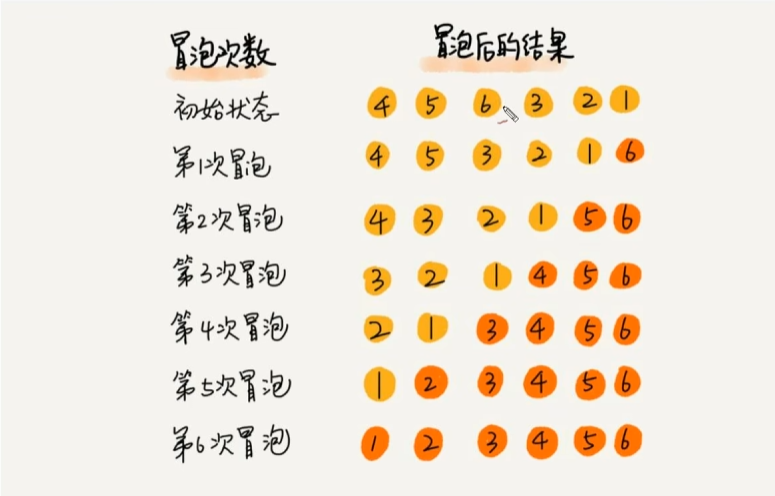 冒泡次数 冒泡后的结果
初始状态 4 5 6 3 2 1
第1次冒泡 4 5 3 2 1 6
第2次冒泡 4 3 2 1 5 6
第3次冒泡 3 2 1 4 5 6
第4次冒泡 2 1 3 4 5 6
第5次冒泡 1 2 3 4 5 6
第6次冒泡 1 2 3 4 5 6